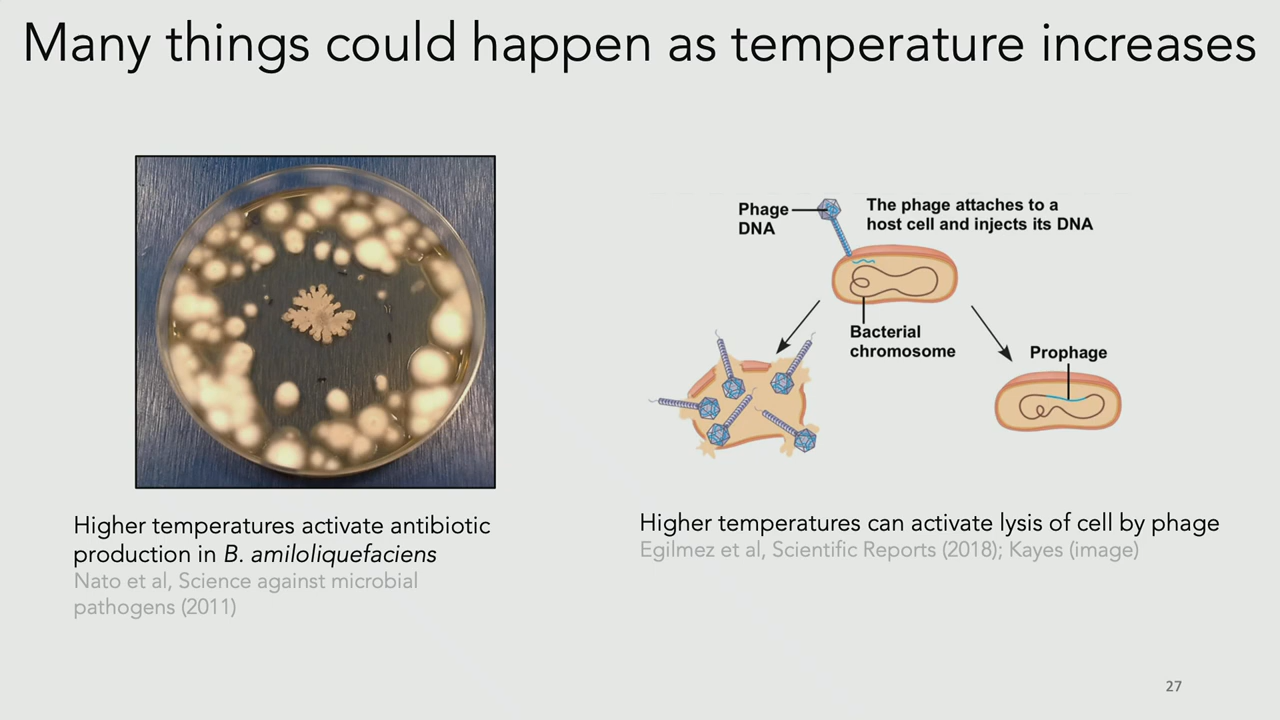 Many things could happen as temperature increases
Phage
DNA
The phage attaches to a
host cell and injects its DNA
Bacterial
chromosome
Prophage
Higher temperatures activate antibiotic
production in B. amiloliquefaciens
Nato et al, Science against microbial
pathogens (2011)
Higher temperatures can activate lysis of cell by phage
Egilmez et al, Scientific Reports (2018); Kayes (image)
27